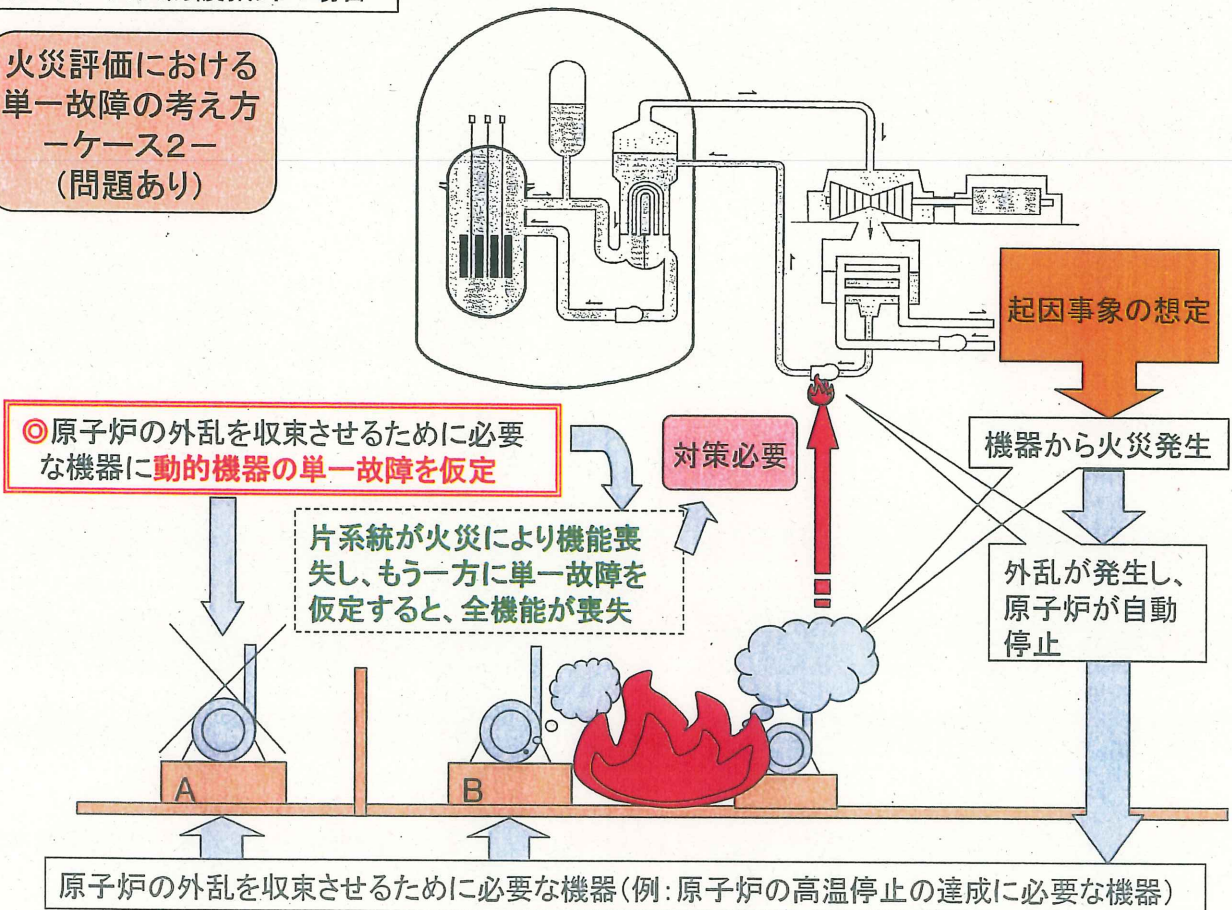 火災評価における
単一故障の考え方
－ケース2－
(問題あり)
起因事象の想定
◎原子炉の外乱を収束させるために必要
な機器に動的機器の単一故障を仮定
対策必要
機器から火災発生
片系統が火災により機能喪
失し、もう一方に単一故障を
仮定すると、全機能が喪失
外乱が発生し、
原子炉が自動
停止
A
B
原子炉の外乱を収束させるために必要な機器(例:原子炉の高温停止の達成に必要な機器)